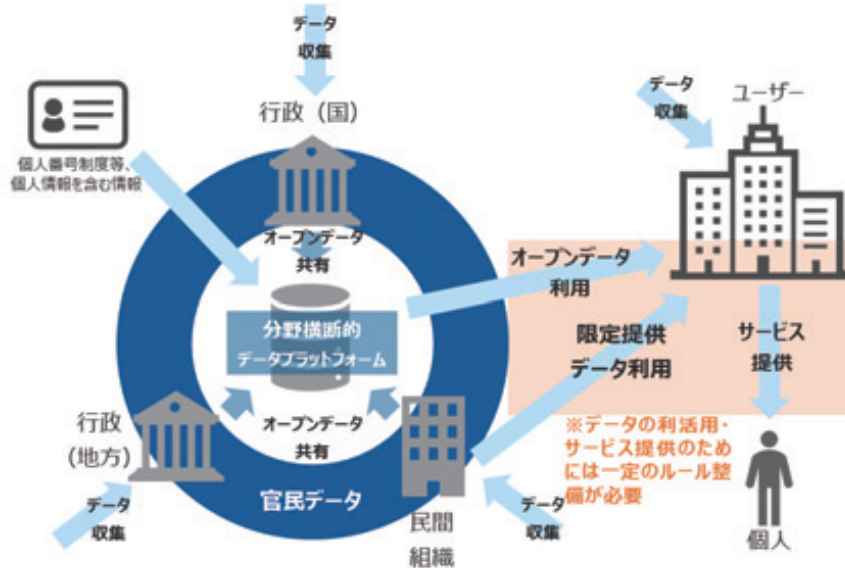 データ
収集
行政（国）
個人番号制度等、
個人情報を含む情報
データ
収集
ユーザー
オープンデータ
共有
分野横断的
データプラットフォーム
オープンデータ
利用
限定提供
データ利用
サービス
提供
行政
（地方）
オープンデータ
共有
官民データ
民間
組織
データ
収集
データ
収集
※データの利活用・
サービス提供のため
には一定のルール整
備が必要
個人